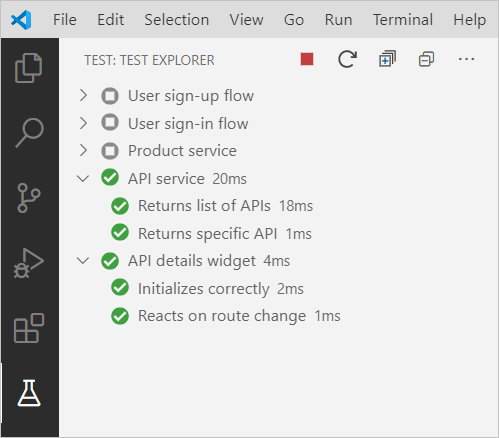 File Edit Selection View Go Run Terminal Help
TEST: TEST EXPLORER
User sign-up flow
User sign-in flow
Product service
API service 20ms
Returns list of APIs 18ms
Returns specific API 1ms
API details widget 4ms
Initializes correctly 2ms
Reacts on route change 1ms